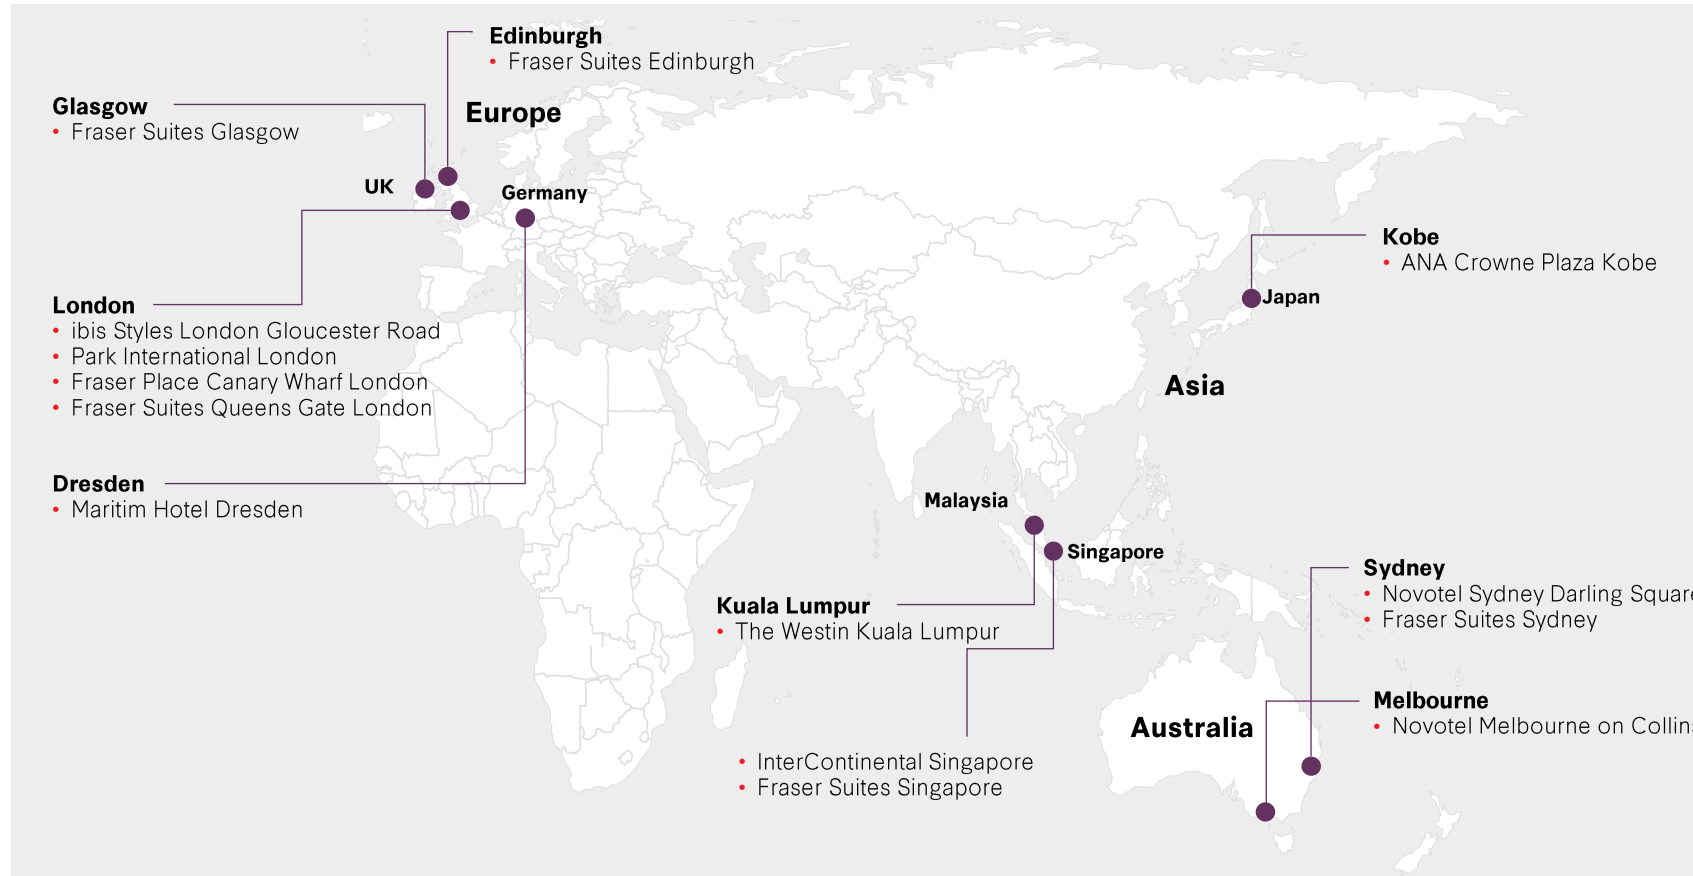 Edinburgh
• Fraser Suites Edinburgh
Glasgow
• Fraser Suites Glasgow
Europe
UK
Germany
London
• ibis Styles London Gloucester Road
• Park International London
• Fraser Place Canary Wharf London
• Fraser Suites Queens Gate London
Dresden
• Maritim Hotel Dresden
Kobe
• ANA Crowne Plaza Kobe
Japan
Asia
Malaysia
Singapore
Kuala Lumpur
• The Westin Kuala Lumpur
• InterContinental Singapore
• Fraser Suites Singapore
Sydney
• Novotel Sydney Darling Square
• Fraser Suites Sydney
Melbourne
• Novotel Melbourne on Collins
Australia